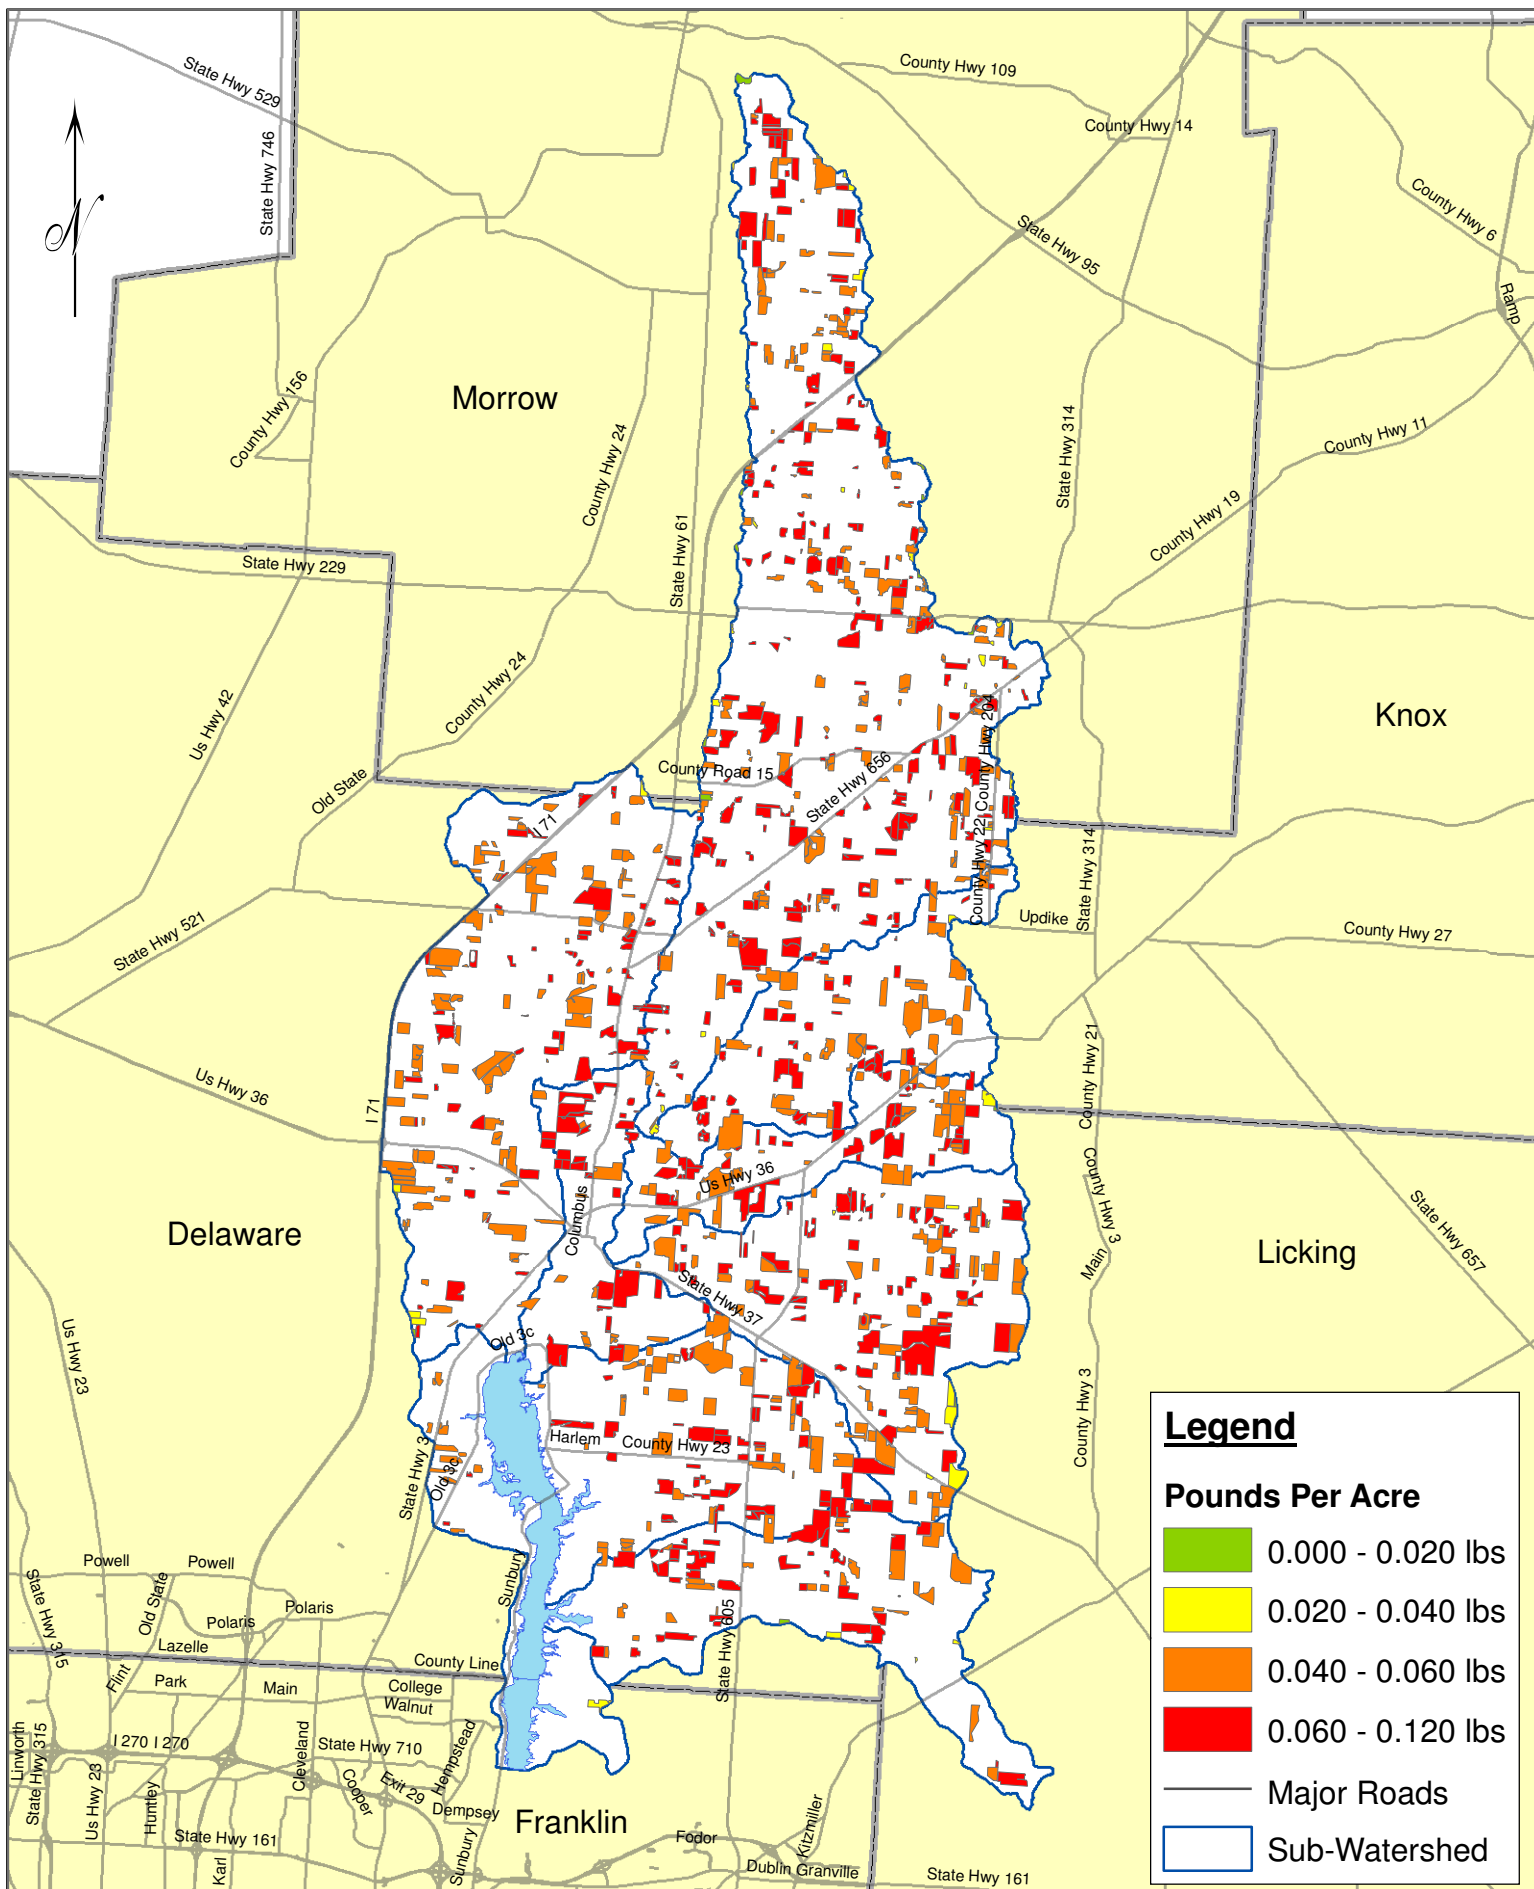 State Hwy 529
County Hwy 109
County Hwy 14
State Hwy 746
County Hwy 6
N
State Hwy 95
Ramp
County Hwy 156
Morrow
County Hwy 24
State Hwy 314
County Hwy 11
State Hwy 61
County Hwy 19
State Hwy 229
County Hwy 24
Us Hwy 42
Knox
County Hwy 204
Old State
County Road 15
State Hwy 656
I 71
County Hwy 22
State Hwy 314
State Hwy 521
Updike
County Hwy 27
Us Hwy 36
I 71
County Hwy 21
Us Hwy 36
County Hwy 3
Delaware
Columbus
Main
Licking
State Hwy 657
State Hwy 37
Us Hwy 23
Old 3c
County Hwy 3
Harlem
County Hwy 23
State Hwy 3
Old 3c
Legend
Pounds Per Acre
0.000 - 0.020 lbs
0.020 - 0.040 lbs
0.040 - 0.060 lbs
0.060 - 0.120 lbs
Major Roads
Sub-Watershed
Powell
Powell
State Hwy 315
Old State
Polaris
Polaris
Sunbury
State Hwy 605
Lazelle
County Line
Flint
Park
Main
College
Walnut
Linworth
State Hwy 315
I 270
I 270
Us Hwy 23
Huntley
Cleveland
State Hwy 710
Cooper
Exit 29
Hempstead
Dempsey
Franklin
Kitzmiller
State Hwy 161
Karl
Sunbury
Fodor
Dublin Granville
State Hwy 161